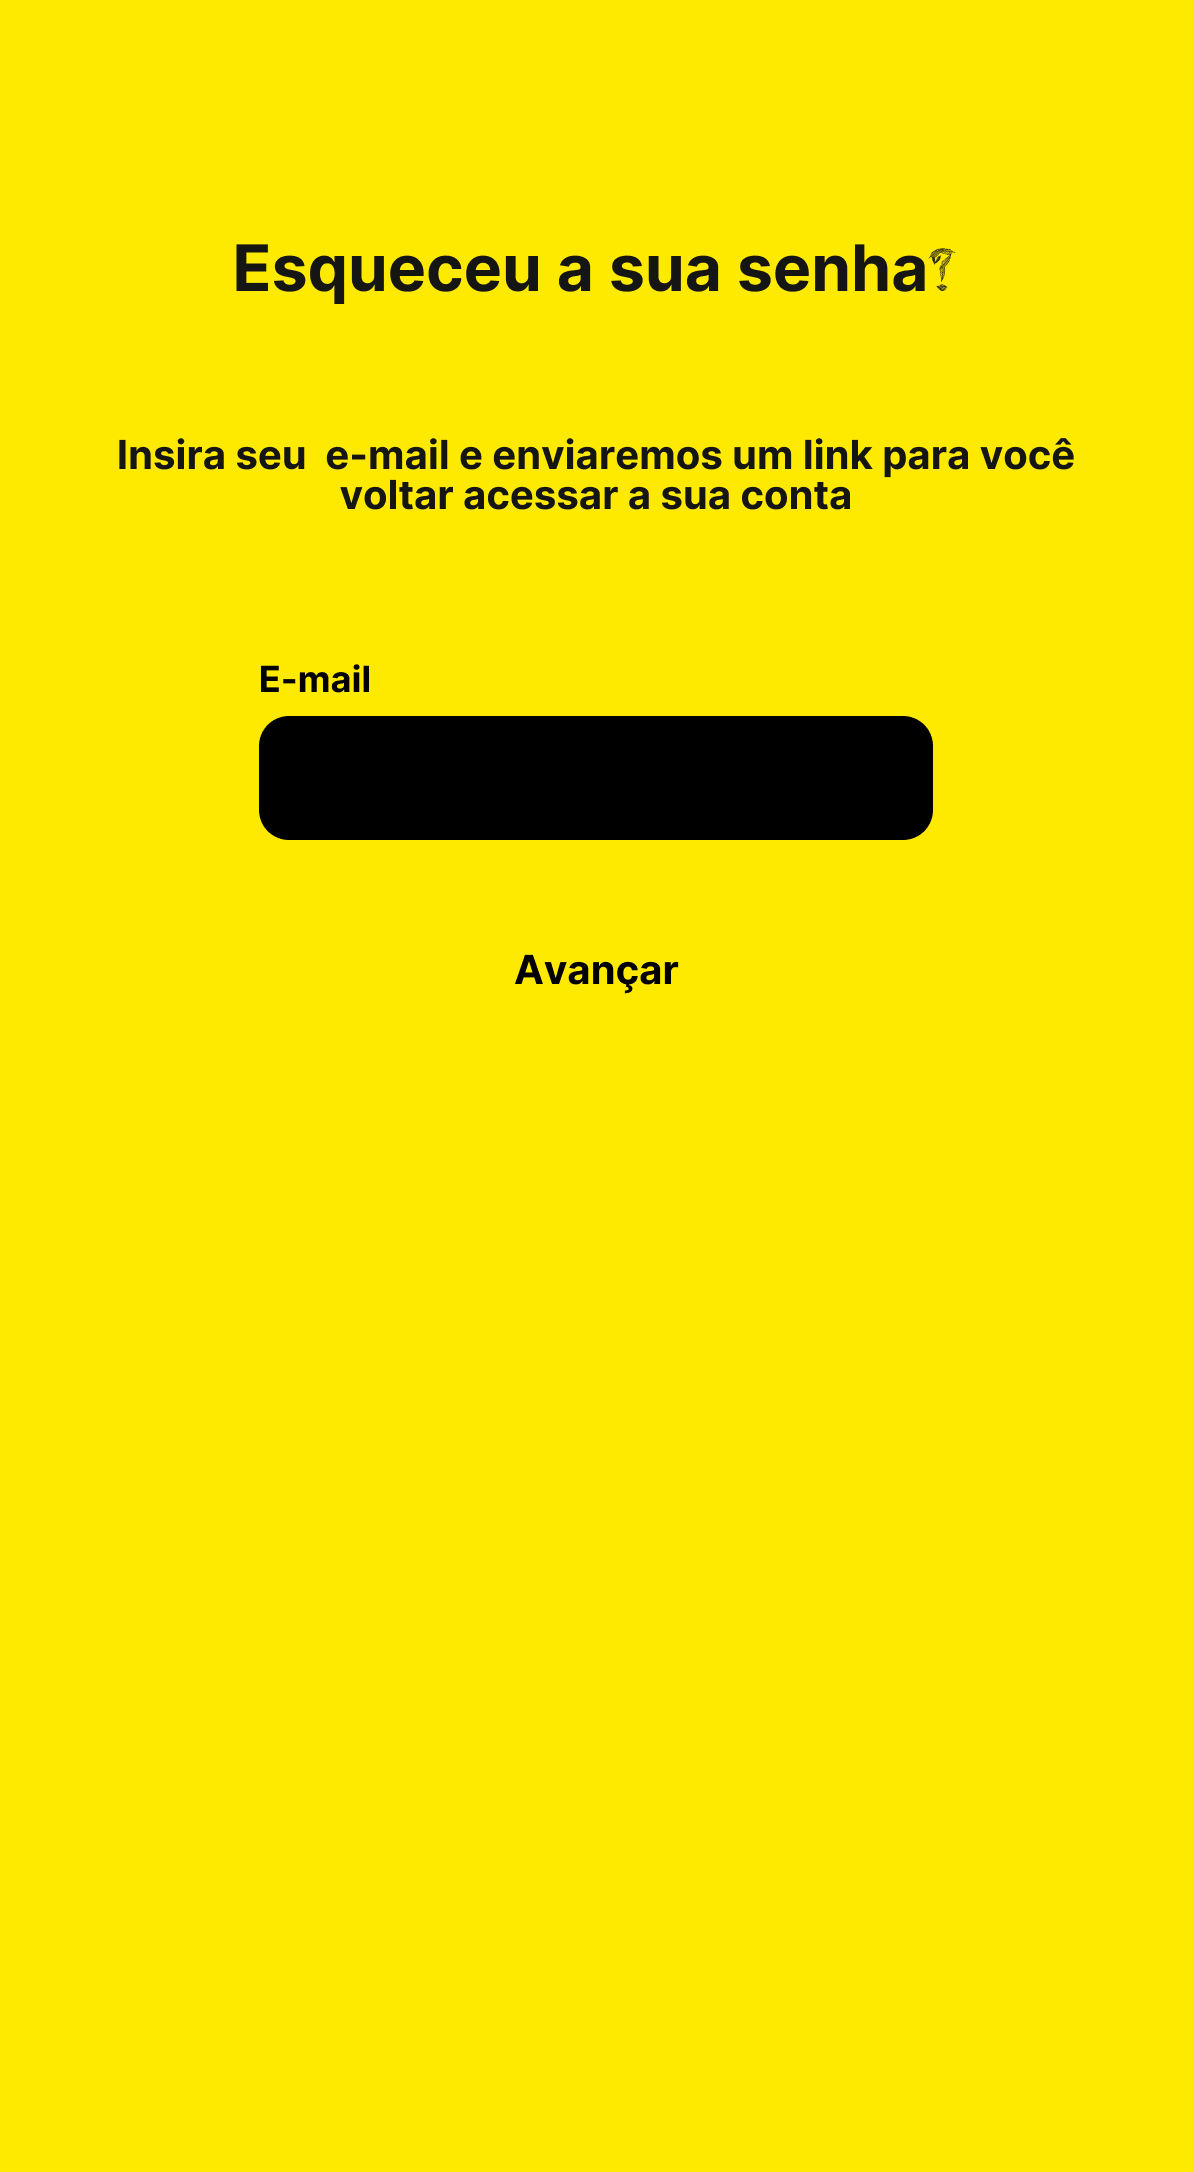 Esqueceu a sua senha?
Insira seu  e-mail e enviaremos um link para você
voltar acessar a sua conta
E-mail
Avançar